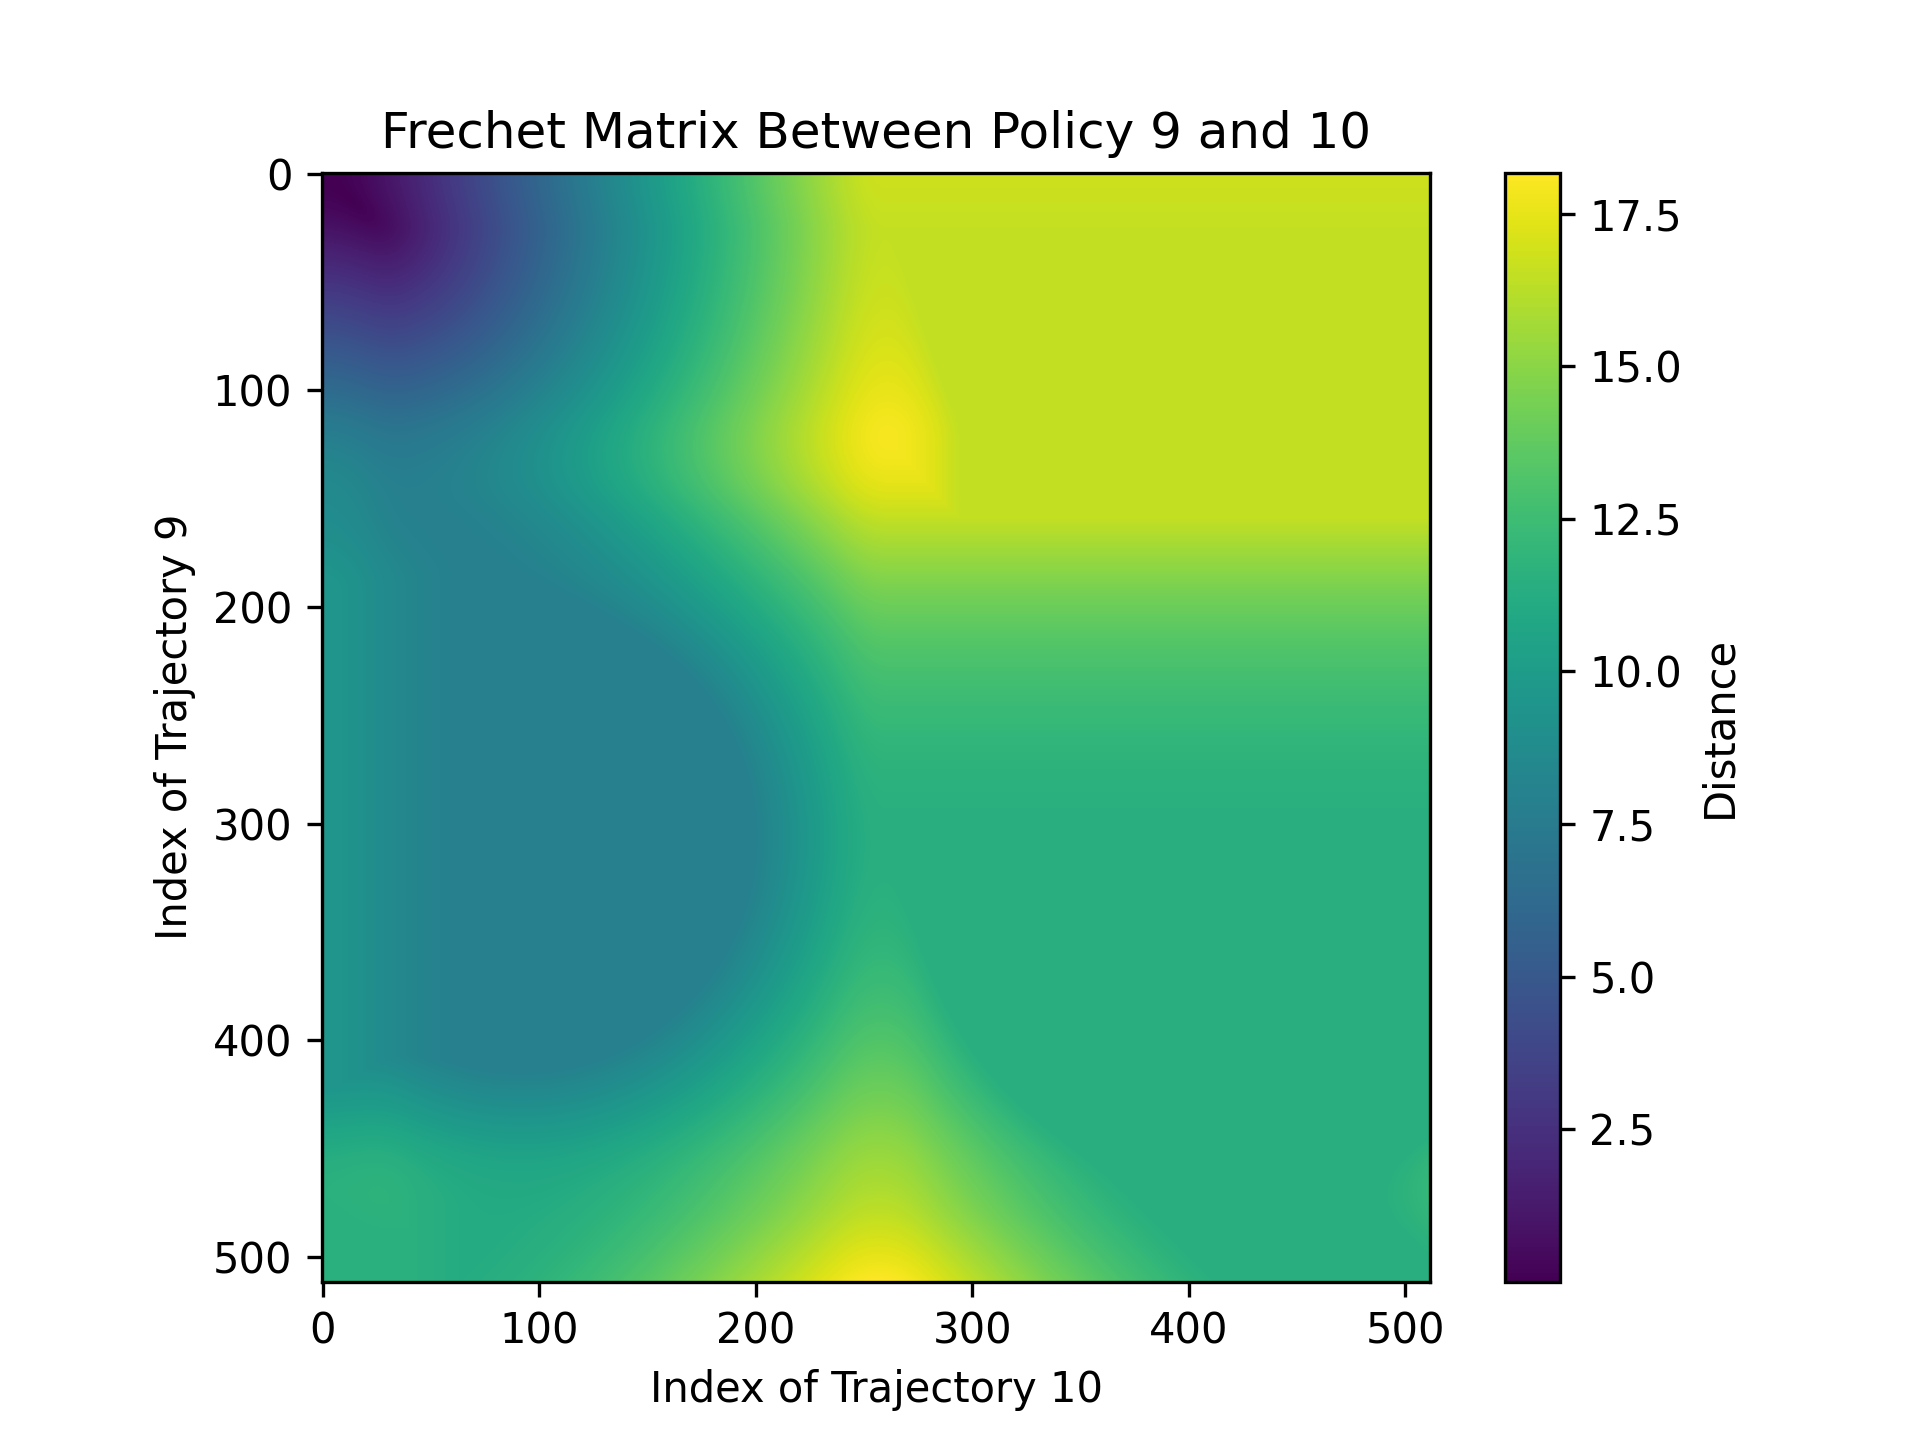 Frechet Matrix Between Policy 9 and 10
0
100
200
300
400
500
Index of Trajectory 9
0 100 200 300 400 500
Index of Trajectory 10
17.5
15.0
12.5
10.0
7.5
5.0
2.5
Distance